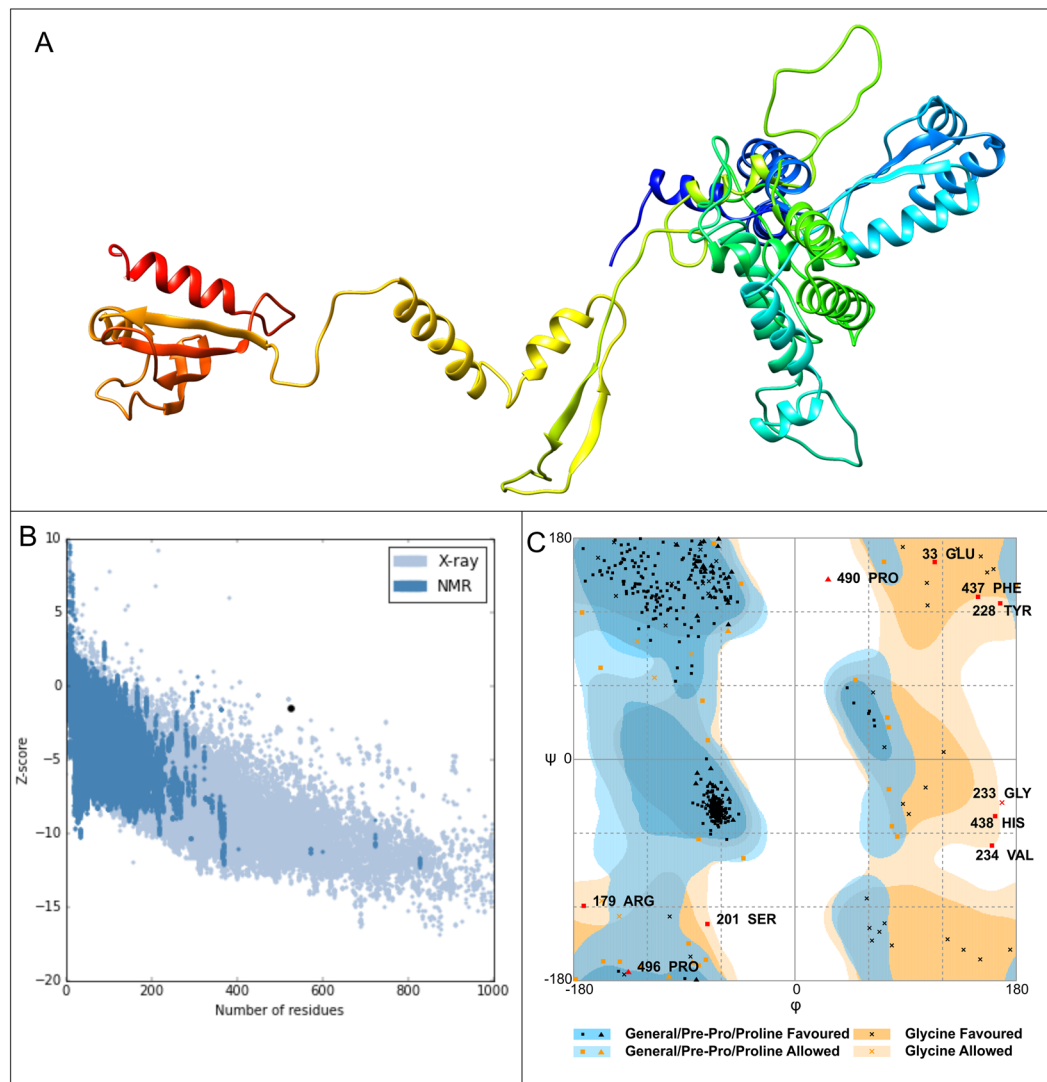 A
B
10
5
0
-5
-10
-15
-20
Z-score
X-ray
NMR
0
200
400
600
800
1000
Number of residues
C
180
ψ
0
-180
-180
0
180
φ
33 GLU
490 PRO
437 PHE
228 TYR
233 GLY
438 HIS
234 VAL
179 ARG
201 SER
496 PRO
General/Pre-Pro/Proline Favoured
Glycine Favoured
General/Pre-Pro/Proline Allowed
Glycine Allowed